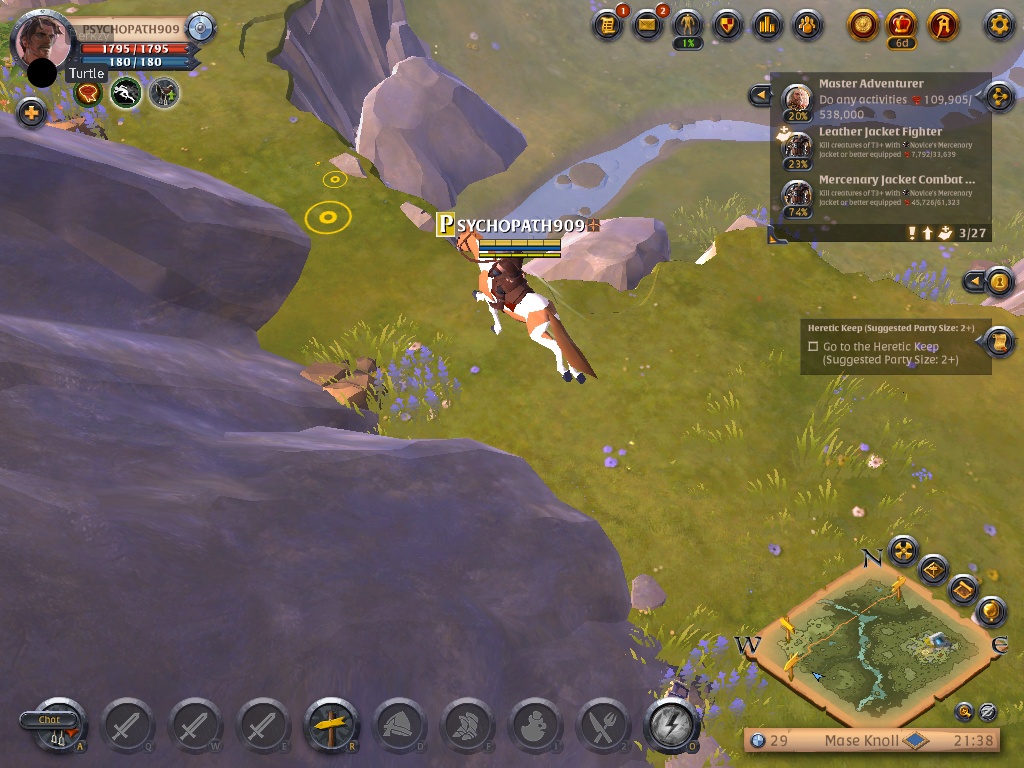 PSYCHOPATH909
1795 / 1795
180 / 180
Turtle
1
2
1%
6d
Master Adventurer
Do any activities 109,905/
538,000
20%
Leather Jacket Fighter
Kill creatures of T3+ with Novice's Mercenary
Jacket or better equipped 7,792/33,639
23%
Mercenary Jacket Combat ...
Kill creatures of T3+ with Novice's Mercenary
Jacket or better equipped 45,726/61,323
74%
3/27
PSYCHOPATH909
Heretic Keep (Suggested Party Size: 2+)
Go to the Heretic Keep
(Suggested Party Size: 2+)
N
W
E
Chat
A
Q
W
E
R
D
F
1
2
O
29
Mase Knoll
21:38